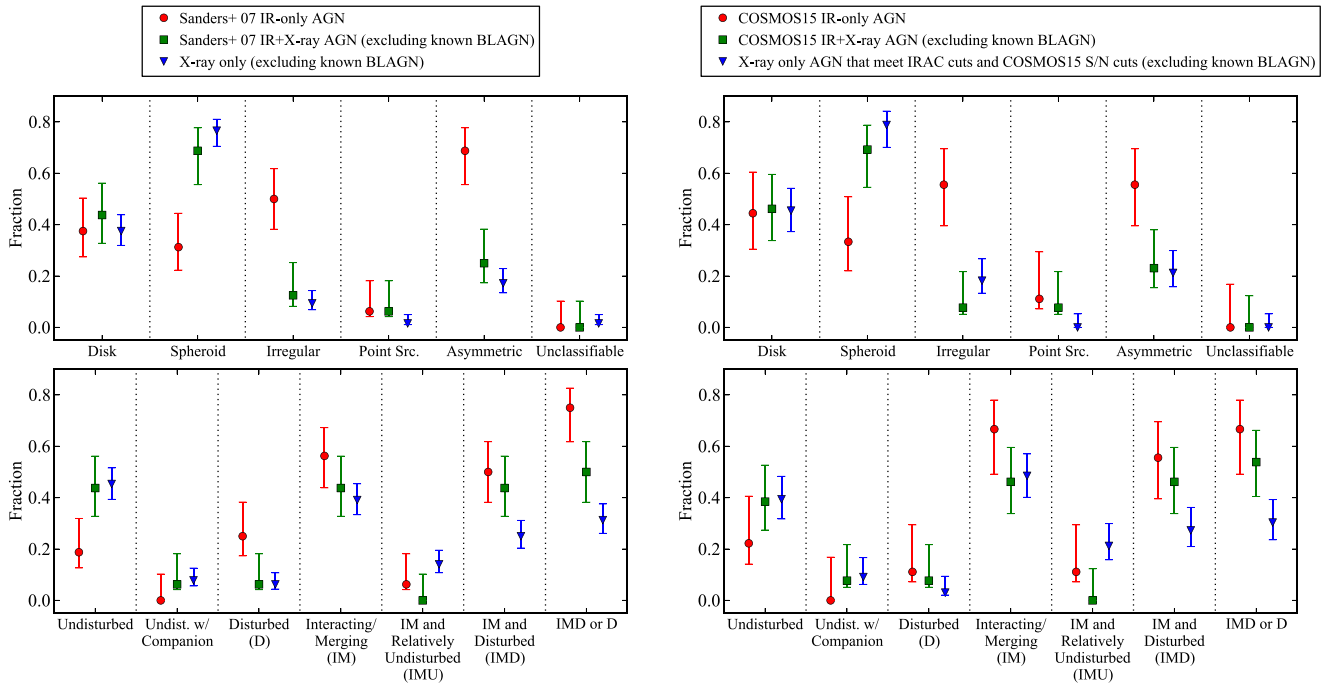 Sanders+ 07 IR-only AGN
Sanders+ 07 IR+X-ray AGN (excluding known BLAGN)
X-ray only (excluding known BLAGN)
Fraction
0.8
0.6
0.4
0.2
0.0
Disk
Spheroid
Irregular
Point Src.
Asymmetric
Unclassifiable
Fraction
0.8
0.6
0.4
0.2
0.0
Undisturbed
Undist. w/
Companion
Disturbed
(D)
Interacting/
Merging
(IM)
IM and
Relatively
Undisturbed
(IMU)
IM and
Disturbed
(IMD)
IMD or D
COSMOS15 IR-only AGN
COSMOS15 IR+X-ray AGN (excluding known BLAGN)
X-ray only AGN that meet IRAC cuts and COSMOS15 S/N cuts (excluding known BLAGN)
Fraction
0.8
0.6
0.4
0.2
0.0
Disk
Spheroid
Irregular
Point Src.
Asymmetric
Unclassifiable
Fraction
0.8
0.6
0.4
0.2
0.0
Undisturbed
Undist. w/
Companion
Disturbed
(D)
Interacting/
Merging
(IM)
IM and
Relatively
Undisturbed
(IMU)
IM and
Disturbed
(IMD)
IMD or D